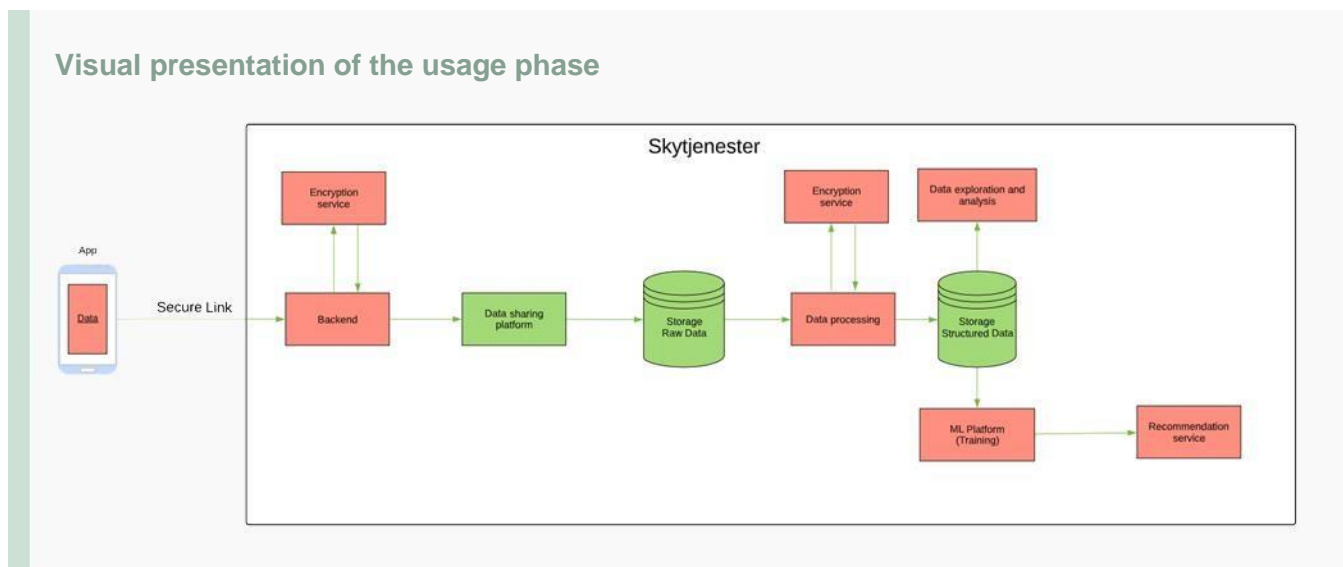 Visual presentation of the usage phase
Skytjenester
Encryption
service
Encryption
service
Data exploration and
analysis
App
Data
Secure Link
Backend
Data sharing
platform
Storage
Raw Data
Data processing
Storage
Structured Data
ML Platform
(Training)
Recommendation
service